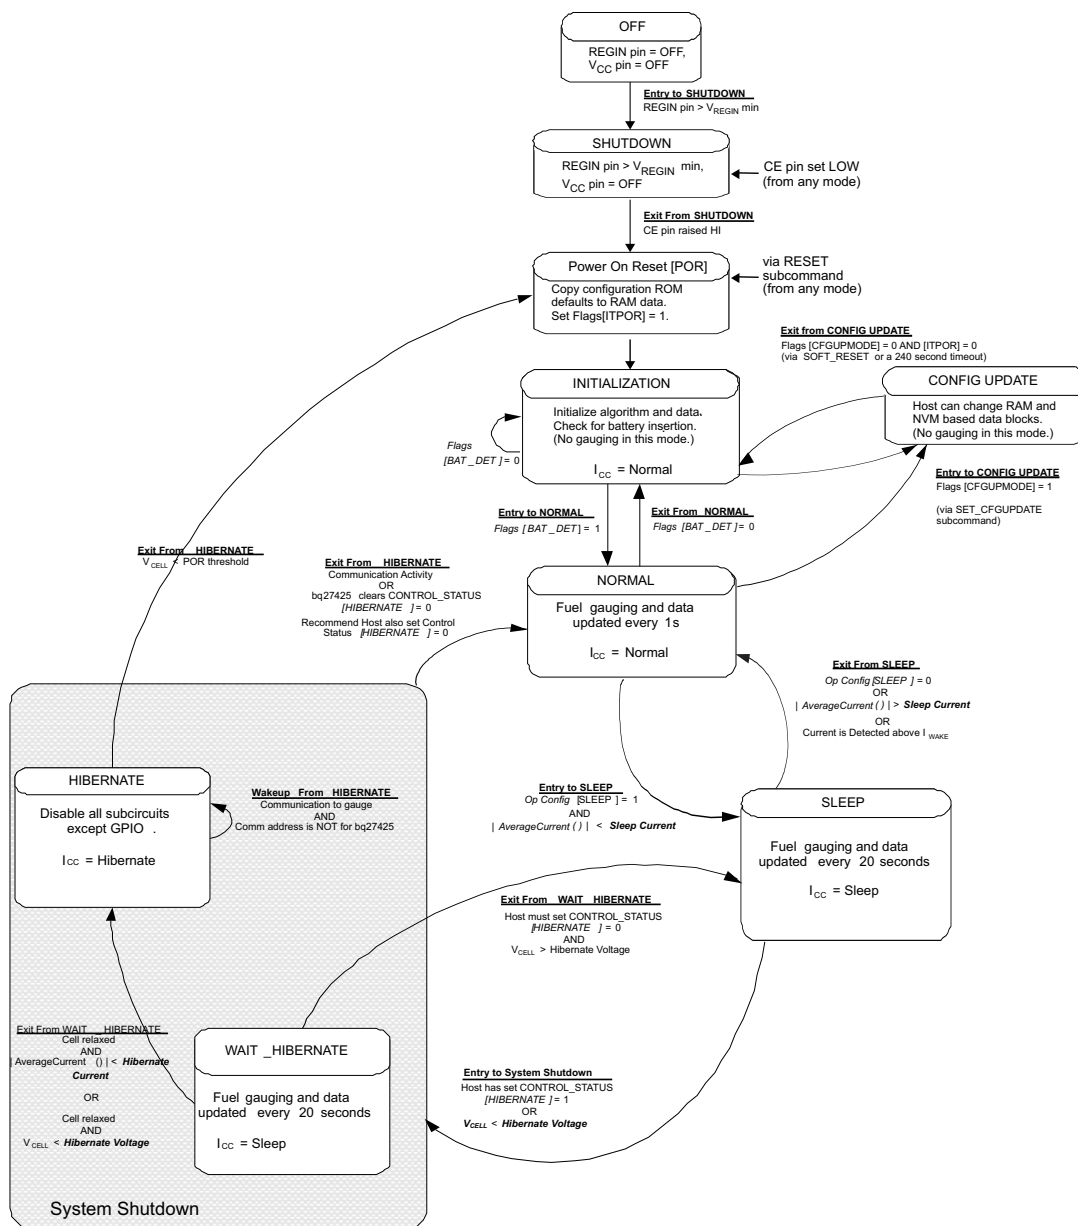 OFF
REGIN pin = OFF,
VCC pin = OFF
Entry to SHUTDOWN
REGIN pin > VREGIN min
SHUTDOWN
REGIN pin > VREGIN min,
VCC pin = OFF
CE pin set LOW
(from any mode)
Exit From SHUTDOWN
CE pin raised HI
Power On Reset [POR]
Copy configuration ROM
defaults to RAM data.
Set Flags[ITPOR] = 1.
via RESET
subcommand
(from any mode)
Exit from CONFIG UPDATE
Flags [CFGUPMODE] = 0 AND [ITPOR] = 0
(via SOFT_RESET or a 240 second timeout)
INITIALIZATION
Initialize algorithm and data.
Check for battery insertion.
(No gauging in this mode.)
ICC = Normal
Flags
[BAT_DET] = 0
CONFIG UPDATE
Host can change RAM and
NVM based data blocks.
(No gauging in this mode.)
Entry to CONFIG UPDATE
Flags [CFGUPMODE] = 1
(via SET_CFGUPDATE
subcommand)
Entry to NORMAL
Flags [BAT_DET] = 1
Exit From NORMAL
Flags [BAT_DET] = 0
Exit From HIBERNATE
VCELL < POR threshold
Exit From HIBERNATE
Communication Activity
OR
bq27425 clears CONTROL_STATUS
[HIBERNATE ] = 0
Recommend Host also set Control
Status [HIBERNATE ] = 0
NORMAL
Fuel gauging and data
updated every 1s
ICC = Normal
Exit From SLEEP
Op Config [SLEEP ] = 0
OR
| AverageCurrent ( ) | > Sleep Current
OR
Current is Detected above I WAKE
HIBERNATE
Disable all subcircuits
except GPIO .
ICC = Hibernate
Wakeup From HIBERNATE
Communication to gauge
AND
Comm address is NOT for bq27425
Entry to SLEEP
Op Config [SLEEP ] = 1
AND
| AverageCurrent ( ) | < Sleep Current
SLEEP
Fuel gauging and data
updated every 20 seconds
ICC = Sleep
Exit From WAIT _HIBERNATE
Host must set CONTROL_STATUS
[HIBERNATE ] = 0
AND
VCELL > Hibernate Voltage
Exit From WAIT _HIBERNATE
Cell relaxed
AND
| AverageCurrent () | < Hibernate
Current
OR
Cell relaxed
AND
VCELL < Hibernate Voltage
WAIT _HIBERNATE
Fuel gauging and data
updated every 20 seconds
ICC = Sleep
Entry to System Shutdown
Host has set CONTROL_STATUS
[HIBERNATE ] = 1
OR
VCELL < Hibernate Voltage
System Shutdown